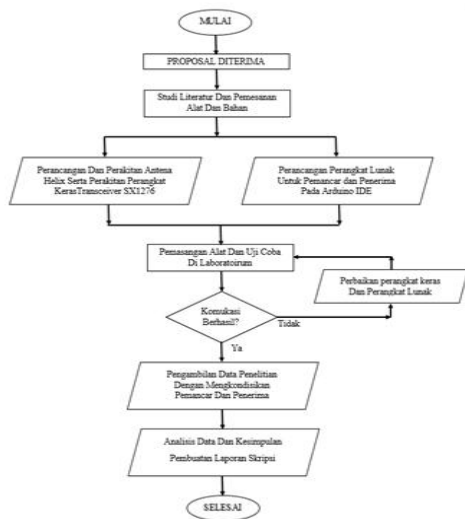 MULAI
PROPOSAL DITERIMA
Studi Literatur Dan Pemesanan
Alat Dan Bahan
Perancangan Dan Perakitan Antena
Helix Serta Perakitan Perangkat
KerasTransceiver SX1276
Perancangan Perangkat Lunak
Untuk Pemancar dan Penerima
Pada Arduino IDE
Pemasangan Alat Dan Uji Coba
Di Laboratoirum
Perbaikan perangkat keras
Dan Perangkat Lunak
Komukasi
Berhasil?
Tidak
Ya
Pengambilan Data Penelitian
Dengan Mengkondisikan
Pemancar Dan Penerima
Analisis Data Dan Kesimpulan
Pembuatan Laporan Skripsi
SELESAI